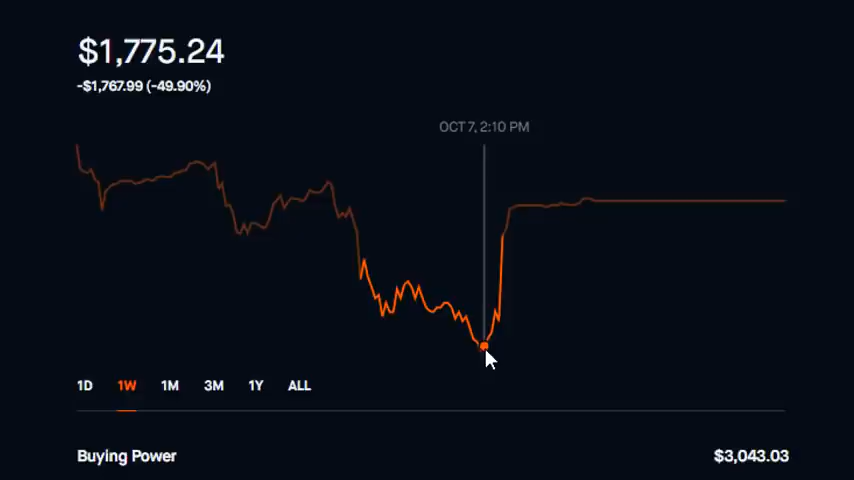 $1,775.24
-$1,767.99 (-49.90%)
OCT 7, 2:10 PM
1D 1W 1M 3M 1Y ALL
Buying Power $3,043.03